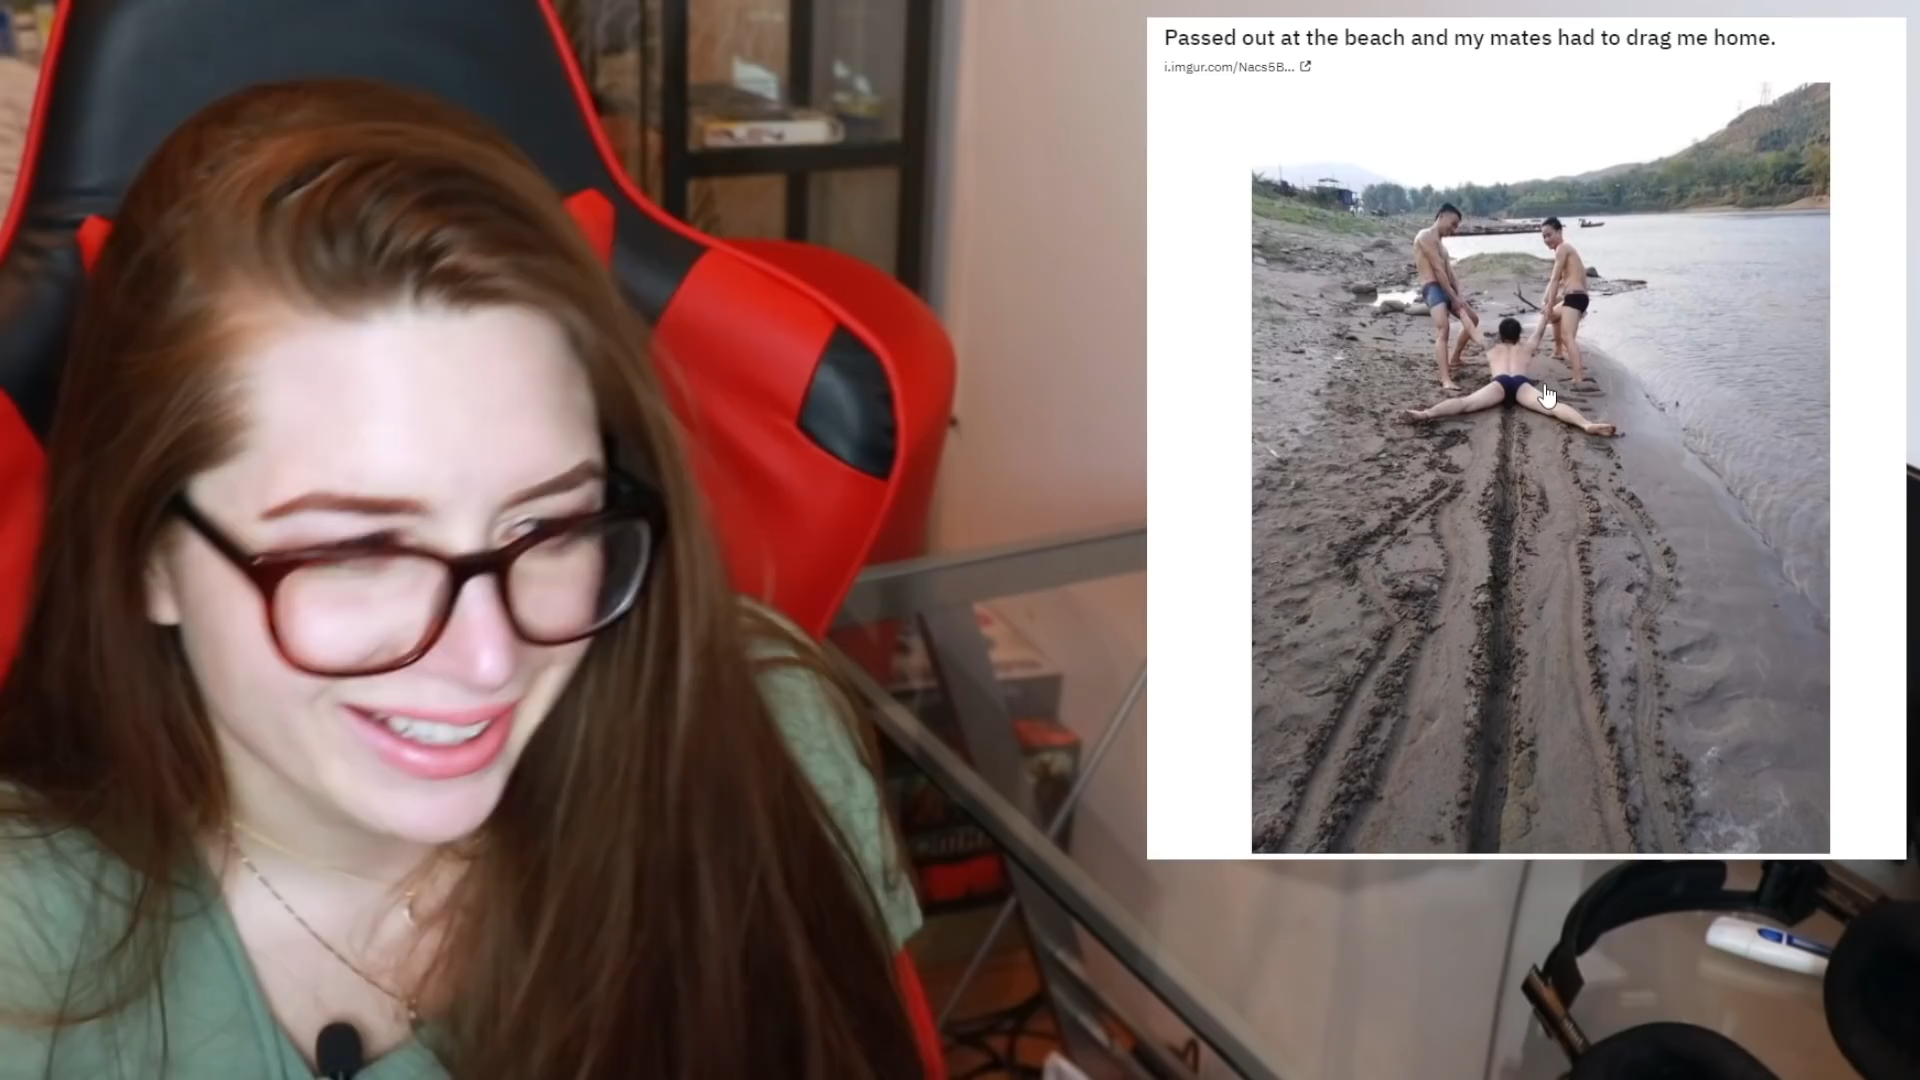 Passed out at the beach and my mates had to drag me home.
i.imgur.com/Nacs5B...